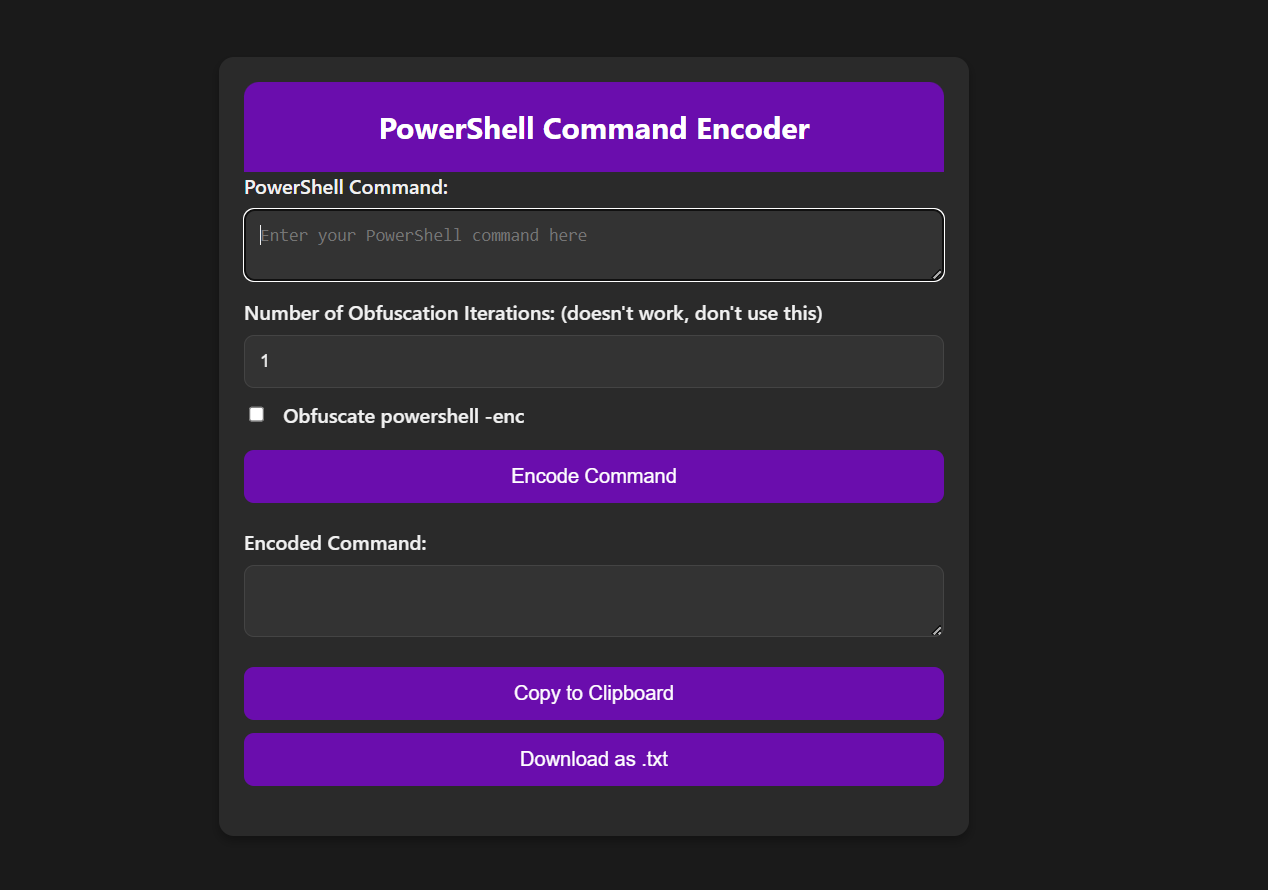 PowerShell Command Encoder
PowerShell Command:
Enter your PowerShell command here
Number of Obfuscation Iterations: (doesn't work, don't use this)
1
Obfuscate powershell -enc
Encode Command
Encoded Command:
Copy to Clipboard
Download as .txt